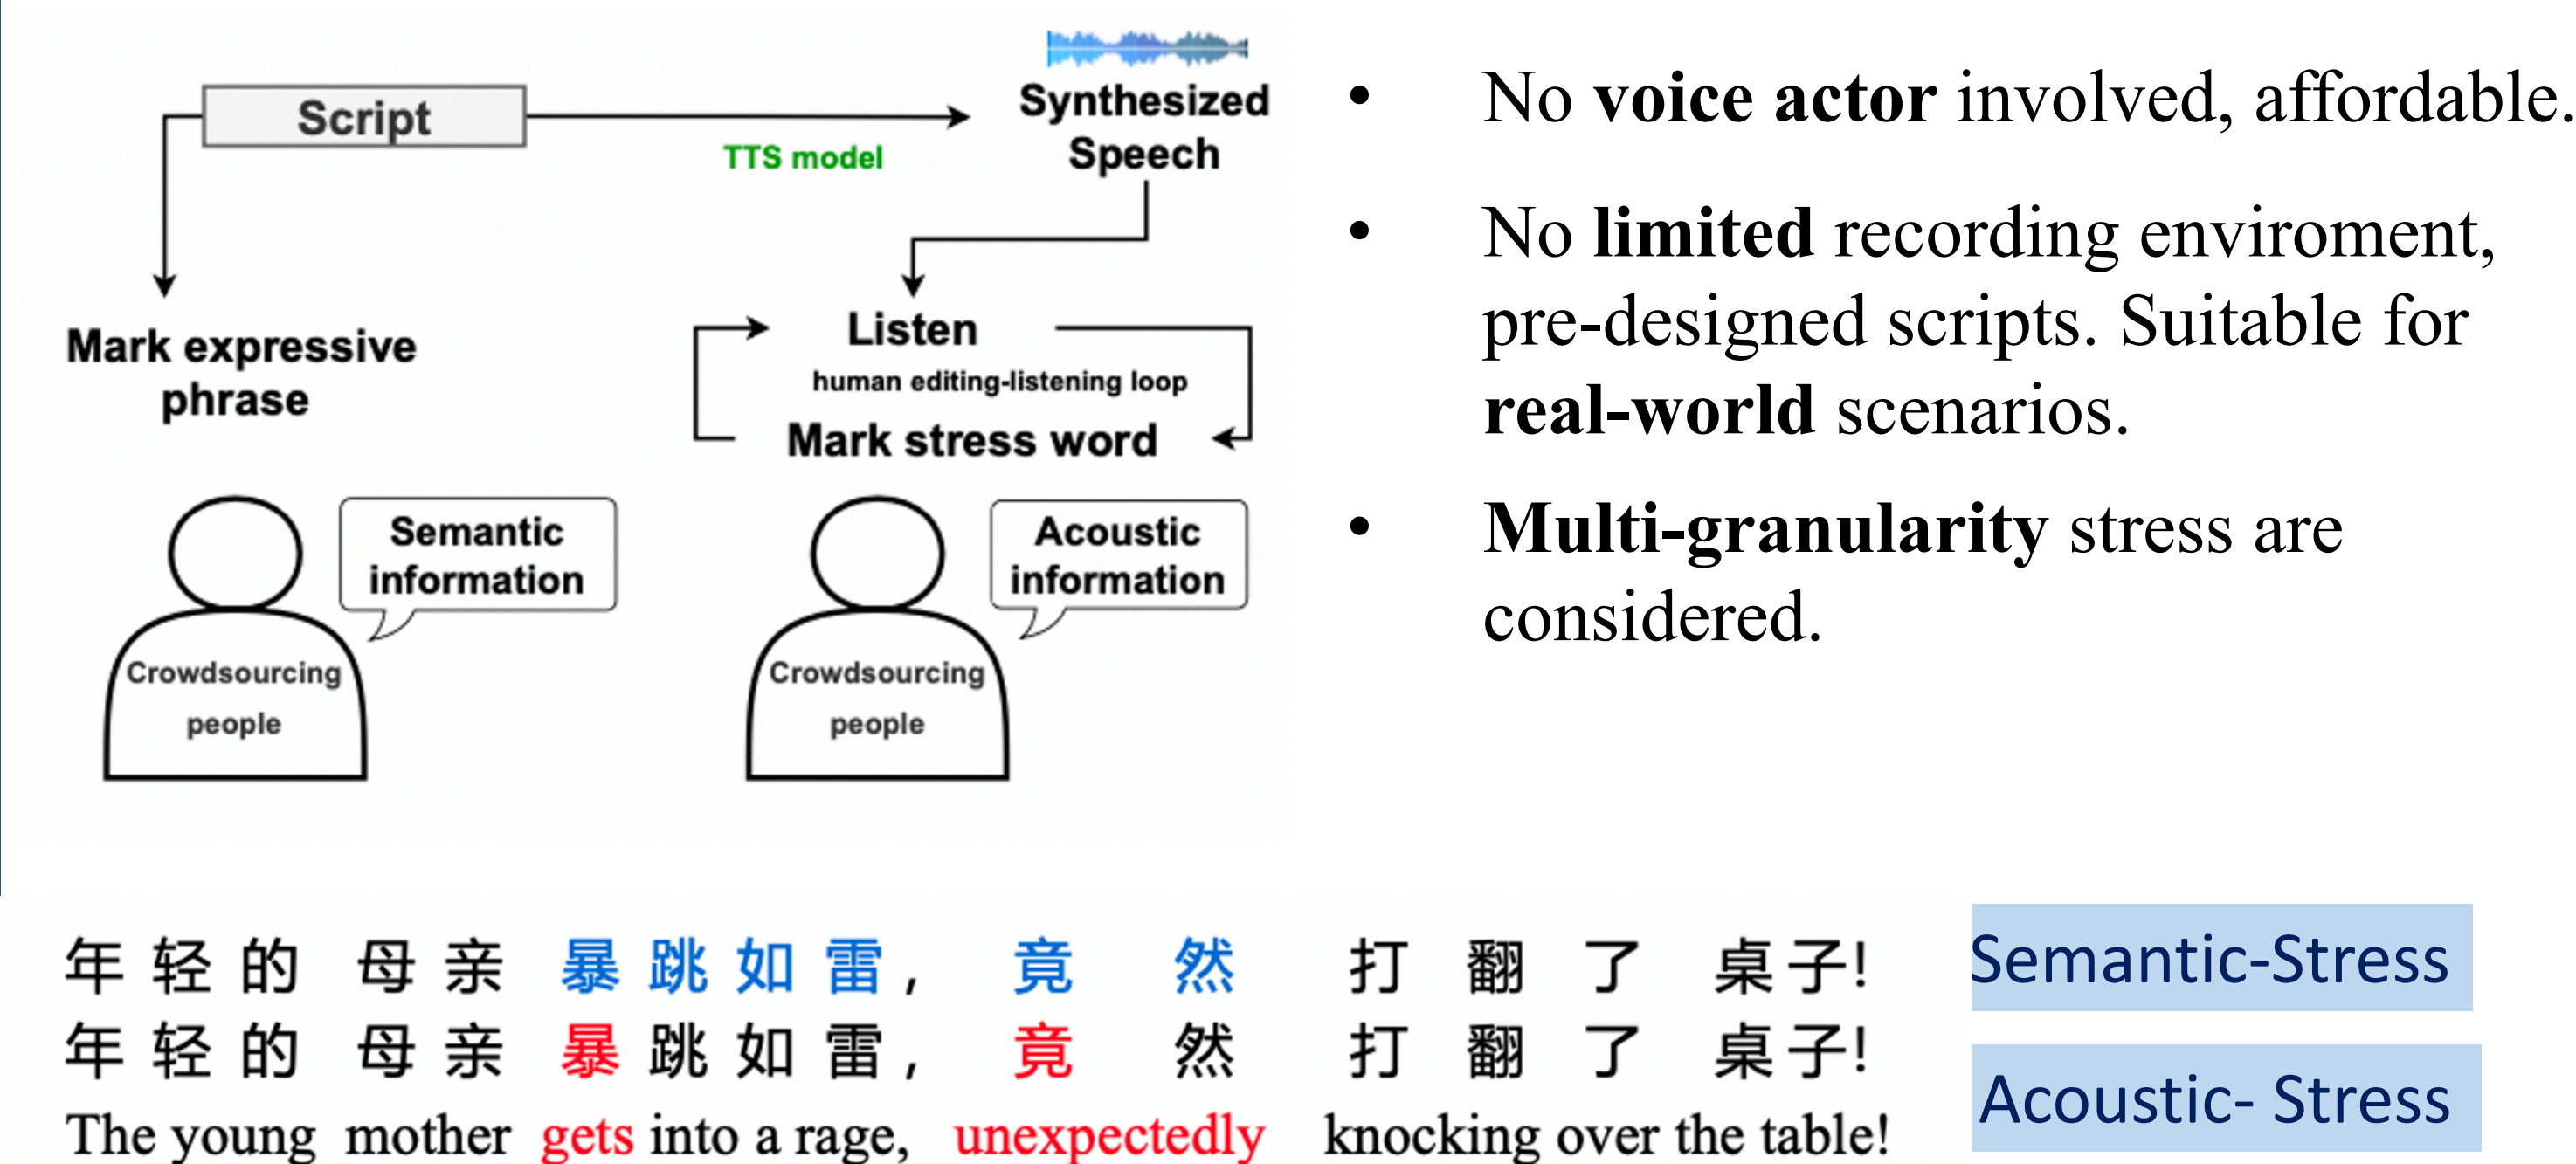 Script
TTS model
Synthesized
Speech
Mark expressive
phrase
Listen
human editing-listening loop
Mark stress word
Semantic
information
Crowdsourcing
people
Acoustic
information
Crowdsourcing
people
• No voice actor involved, affordable.
• No limited recording enviroment,
pre-designed scripts. Suitable for
real-world scenarios.
• Multi-granularity stress are
considered.
年轻的 母亲 暴跳如雷, 竟然 打翻了桌子!
Semantic-Stress
年轻的 母亲 暴跳如雷, 竟然 打翻了桌子!
The young mother gets into a rage, unexpectedly knocking over the table!
Acoustic- Stress